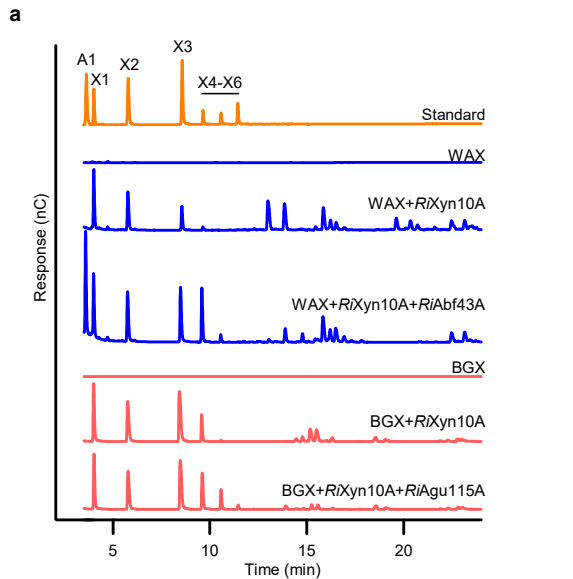 a
A1
X1
X2
X3
X4-X6
Standard
WAX
WAX+RiXyn10A
WAX+RiXyn10A+RiAbf43A
BGX
BGX+RiXyn10A
BGX+RiXyn10A+RiAgu115A
Response (nC)
5 10 15 20
Time (min)